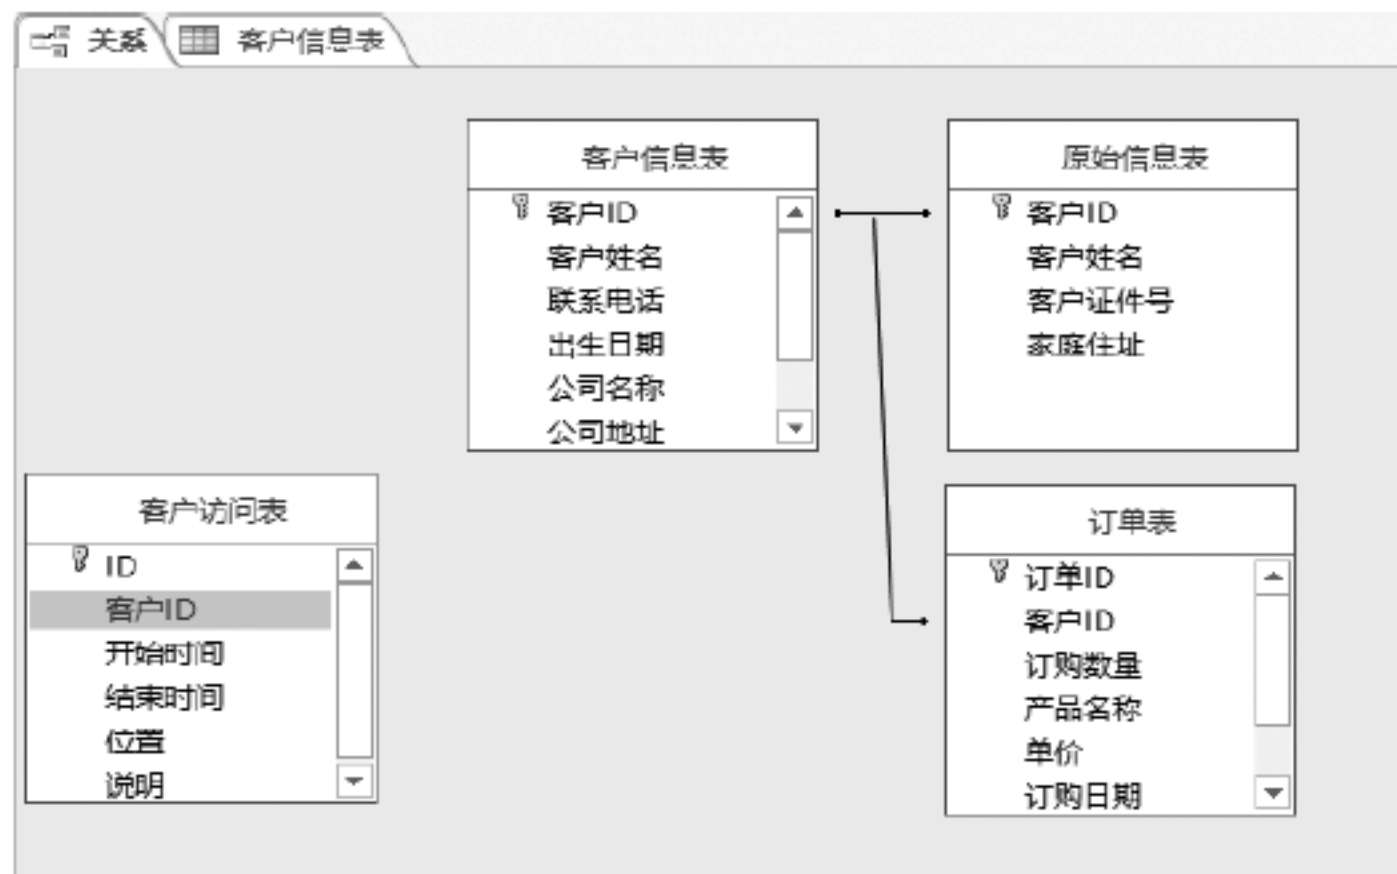 关系
客户信息表
客户信息表
客户ID
客户姓名
联系电话
出生日期
公司名称
公司地址
原始信息表
客户ID
客户姓名
客户证件号
家庭住址
客户访问表
ID
客户ID
开始时间
结束时间
位置
说明
订单表
订单ID
客户ID
订购数量
产品名称
单价
订购日期